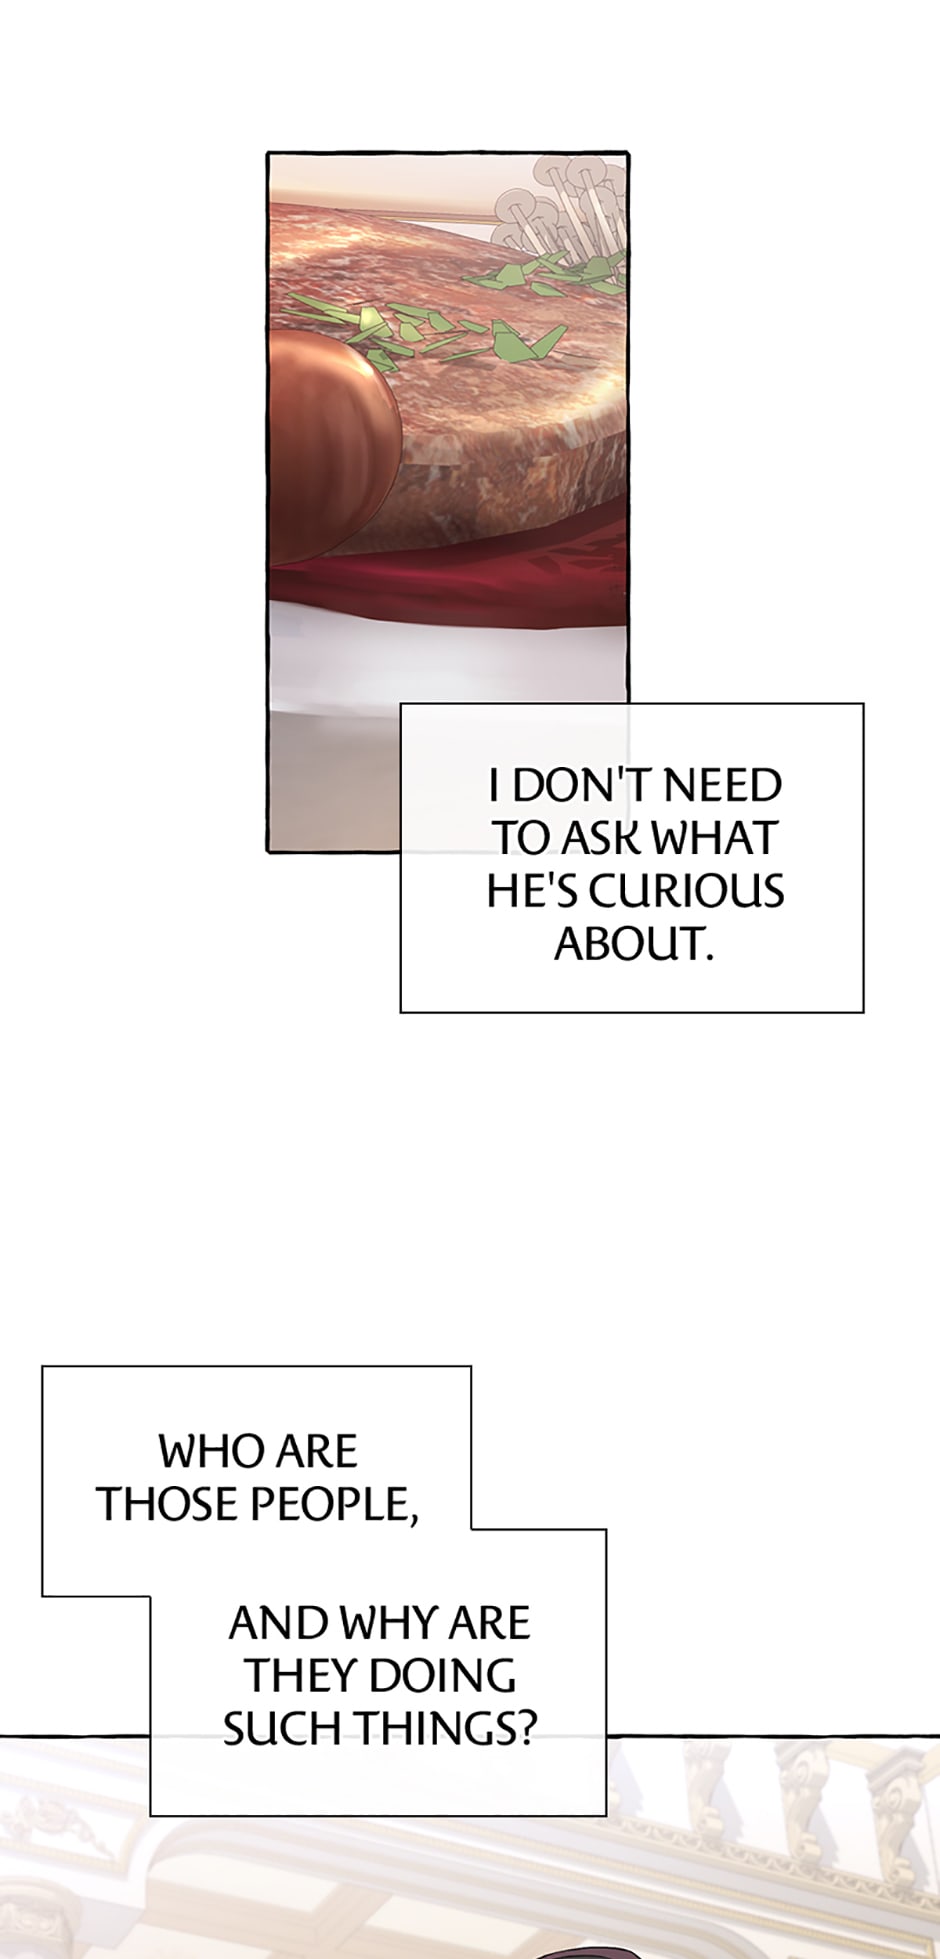 I DON'T NEED
TO ASK WHAT
HE'S CURIOUS
ABOUT.
WHO ARE
THOSE PEOPLE,
AND WHY ARE
THEY DOING
SUCH THINGS?